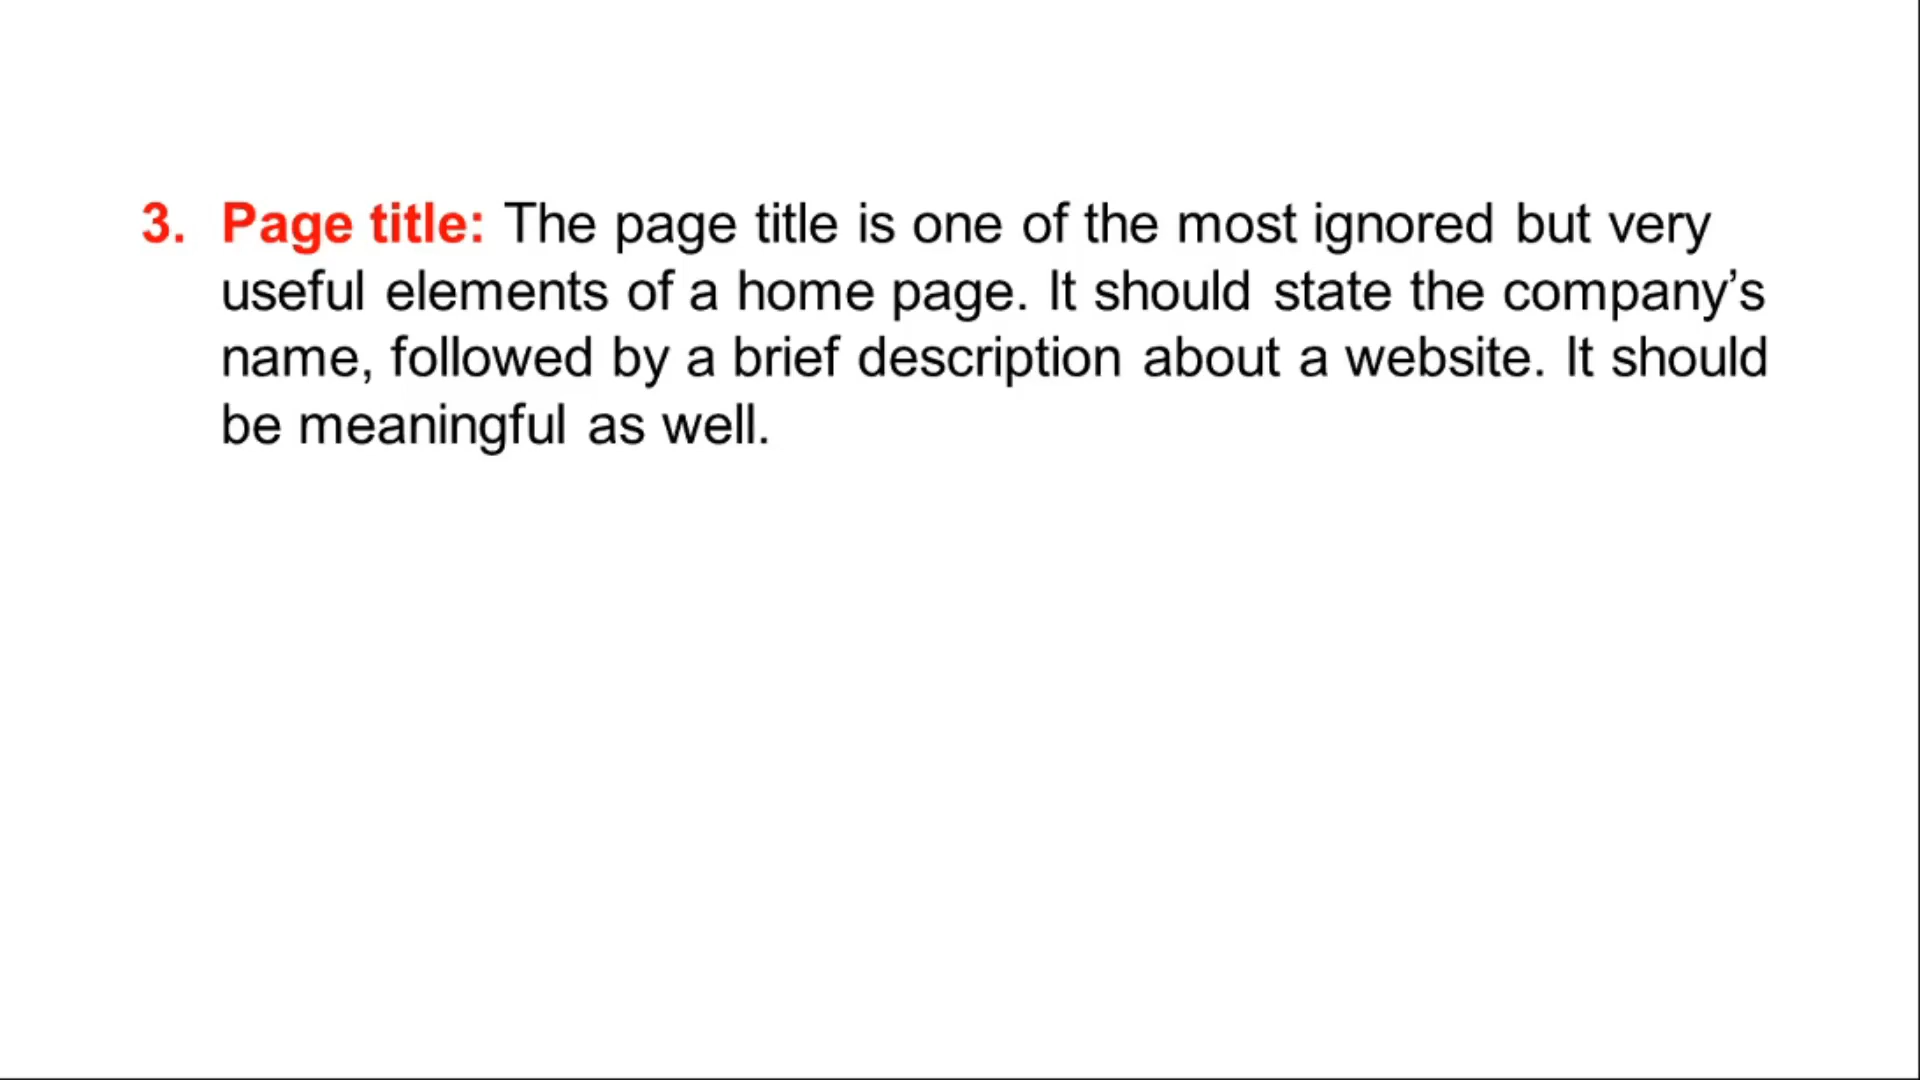 3. Page title: The page title is one of the most ignored but very
useful elements of a home page. It should state the company’s
name, followed by a brief description about a website. It should
be meaningful as well.